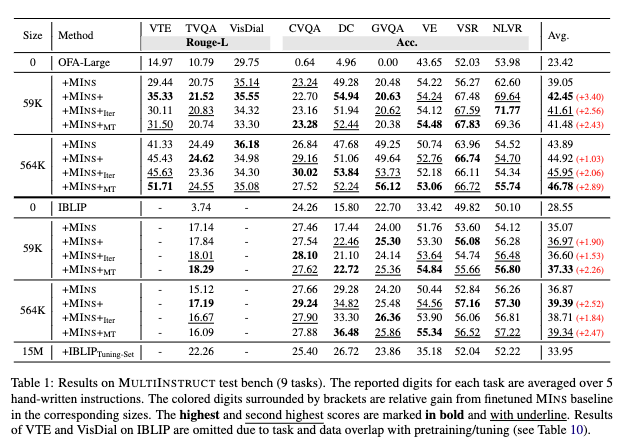 Size Method VTE TVQA VisDial CVQA DC GVQA VE VSR NLVR Avg.
Rouge-L Acc.
0 OFA-Large 14.97 10.79 29.75 0.64 4.96 0.00 43.65 52.03 53.98 23.42
59K
+MINS 29.44 20.75 35.14 23.24 49.28 20.48 54.22 56.27 62.60 39.05
+MINS+ 35.33 21.52 35.55 22.70 54.94 20.63 54.24 67.48 69.64 42.45 (+3.40)
+MINS+Iter 30.11 20.83 34.32 23.16 51.94 20.62 54.12 67.59 71.77 41.61 (+2.56)
+MINS+MT 31.50 20.74 33.30 23.28 52.44 20.38 54.48 67.83 69.36 41.48 (+2.43)
564K
+MINS 41.33 24.49 36.18 26.84 47.68 49.25 50.74 63.96 54.52 43.89
+MINS+ 45.43 24.62 34.98 29.16 51.06 49.64 52.76 66.74 54.70 44.92 (+1.03)
+MINS+Iter 45.63 23.36 34.30 30.02 53.84 53.73 52.18 66.11 54.34 45.95 (+2.06)
+MINS+MT 51.71 24.55 35.08 27.52 52.24 56.12 53.06 66.72 55.74 46.78 (+2.89)
0 IBLIP - 3.74 - 24.26 15.80 22.70 33.42 49.82 50.10 28.55
59K
+MINS - 17.14 - 27.46 17.44 24.00 51.76 53.60 54.12 35.07
+MINS+ - 17.84 - 27.54 22.46 25.30 53.30 56.08 56.28 36.97 (+1.90)
+MINS+Iter - 18.01 - 28.10 21.10 24.14 53.64 54.74 56.48 36.60 (+1.53)
+MINS+MT - 18.29 - 27.62 22.72 25.36 54.84 55.66 56.80 37.33 (+2.26)
564K
+MINS - 15.12 - 27.66 29.28 24.20 50.44 52.84 56.26 36.87
+MINS+ - 17.19 - 29.24 34.82 25.48 54.56 57.16 57.30 39.39 (+2.52)
+MINS+Iter - 16.67 - 27.90 33.30 26.36 53.90 56.06 56.81 38.71 (+1.84)
+MINS+MT - 16.09 - 27.88 36.48 25.86 55.34 56.52 57.22 39.34 (+2.47)
15M +IBLIPTuning-Set - 22.26 - 25.40 26.72 23.86 35.18 52.04 52.22 33.95
Table 1: Results on MULTIINSTRUCT test bench (9 tasks). The reported digits for each task are averaged over 5
hand-written instructions. The colored digits surrounded by brackets are relative gain from finetuned MINS baseline
in the corresponding sizes. The highest and second highest scores are marked in bold and with underline. Results
of VTE and VisDial on IBLIP are omitted due to task and data overlap with pretraining/tuning (see Table 10).